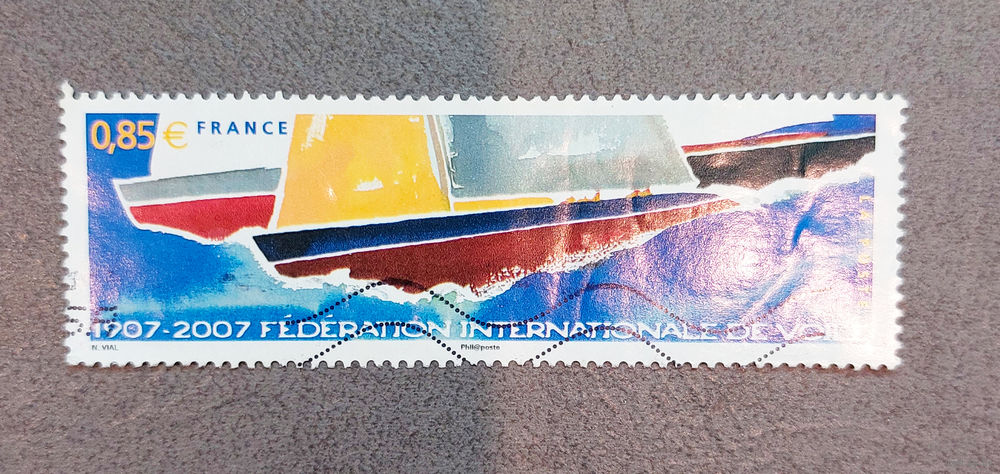 0,85 € FRANCE
1907-2007 FÉDÉRATION INTERNATIONALE DE VOILE
N. VIAL
Phil@poste